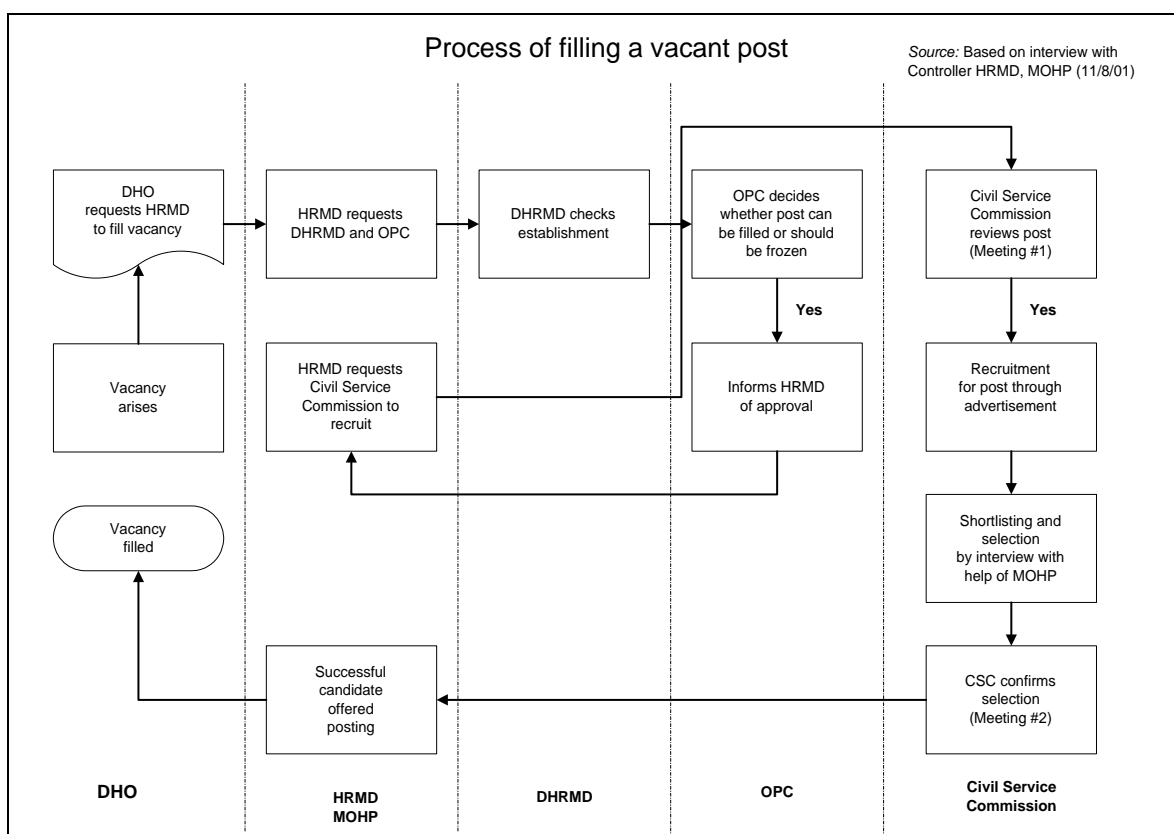 Process of filling a vacant post
Source: Based on interview with
Controller HRMD, MOHP (11/8/01)
DHO
requests HRMD
to fill vacancy
HRMD requests
DHRMD and OPC
DHRMD checks
establishment
OPC decides
whether post can
be filled or should
be frozen
Civil Service
Commission
reviews post
(Meeting #1)
Yes
Yes
Vacancy
arises
HRMD requests
Civil Service
Commission to
recruit
Informs HRMD
of approval
Recruitment
for post through
advertisement
Vacancy
filled
Shortlisting and
selection
by interview with
help of MOHP
Successful
candidate
offered
posting
CSC confirms
selection
(Meeting #2)
DHO
HRMD
MOHP
DHRMD
OPC
Civil Service
Commission